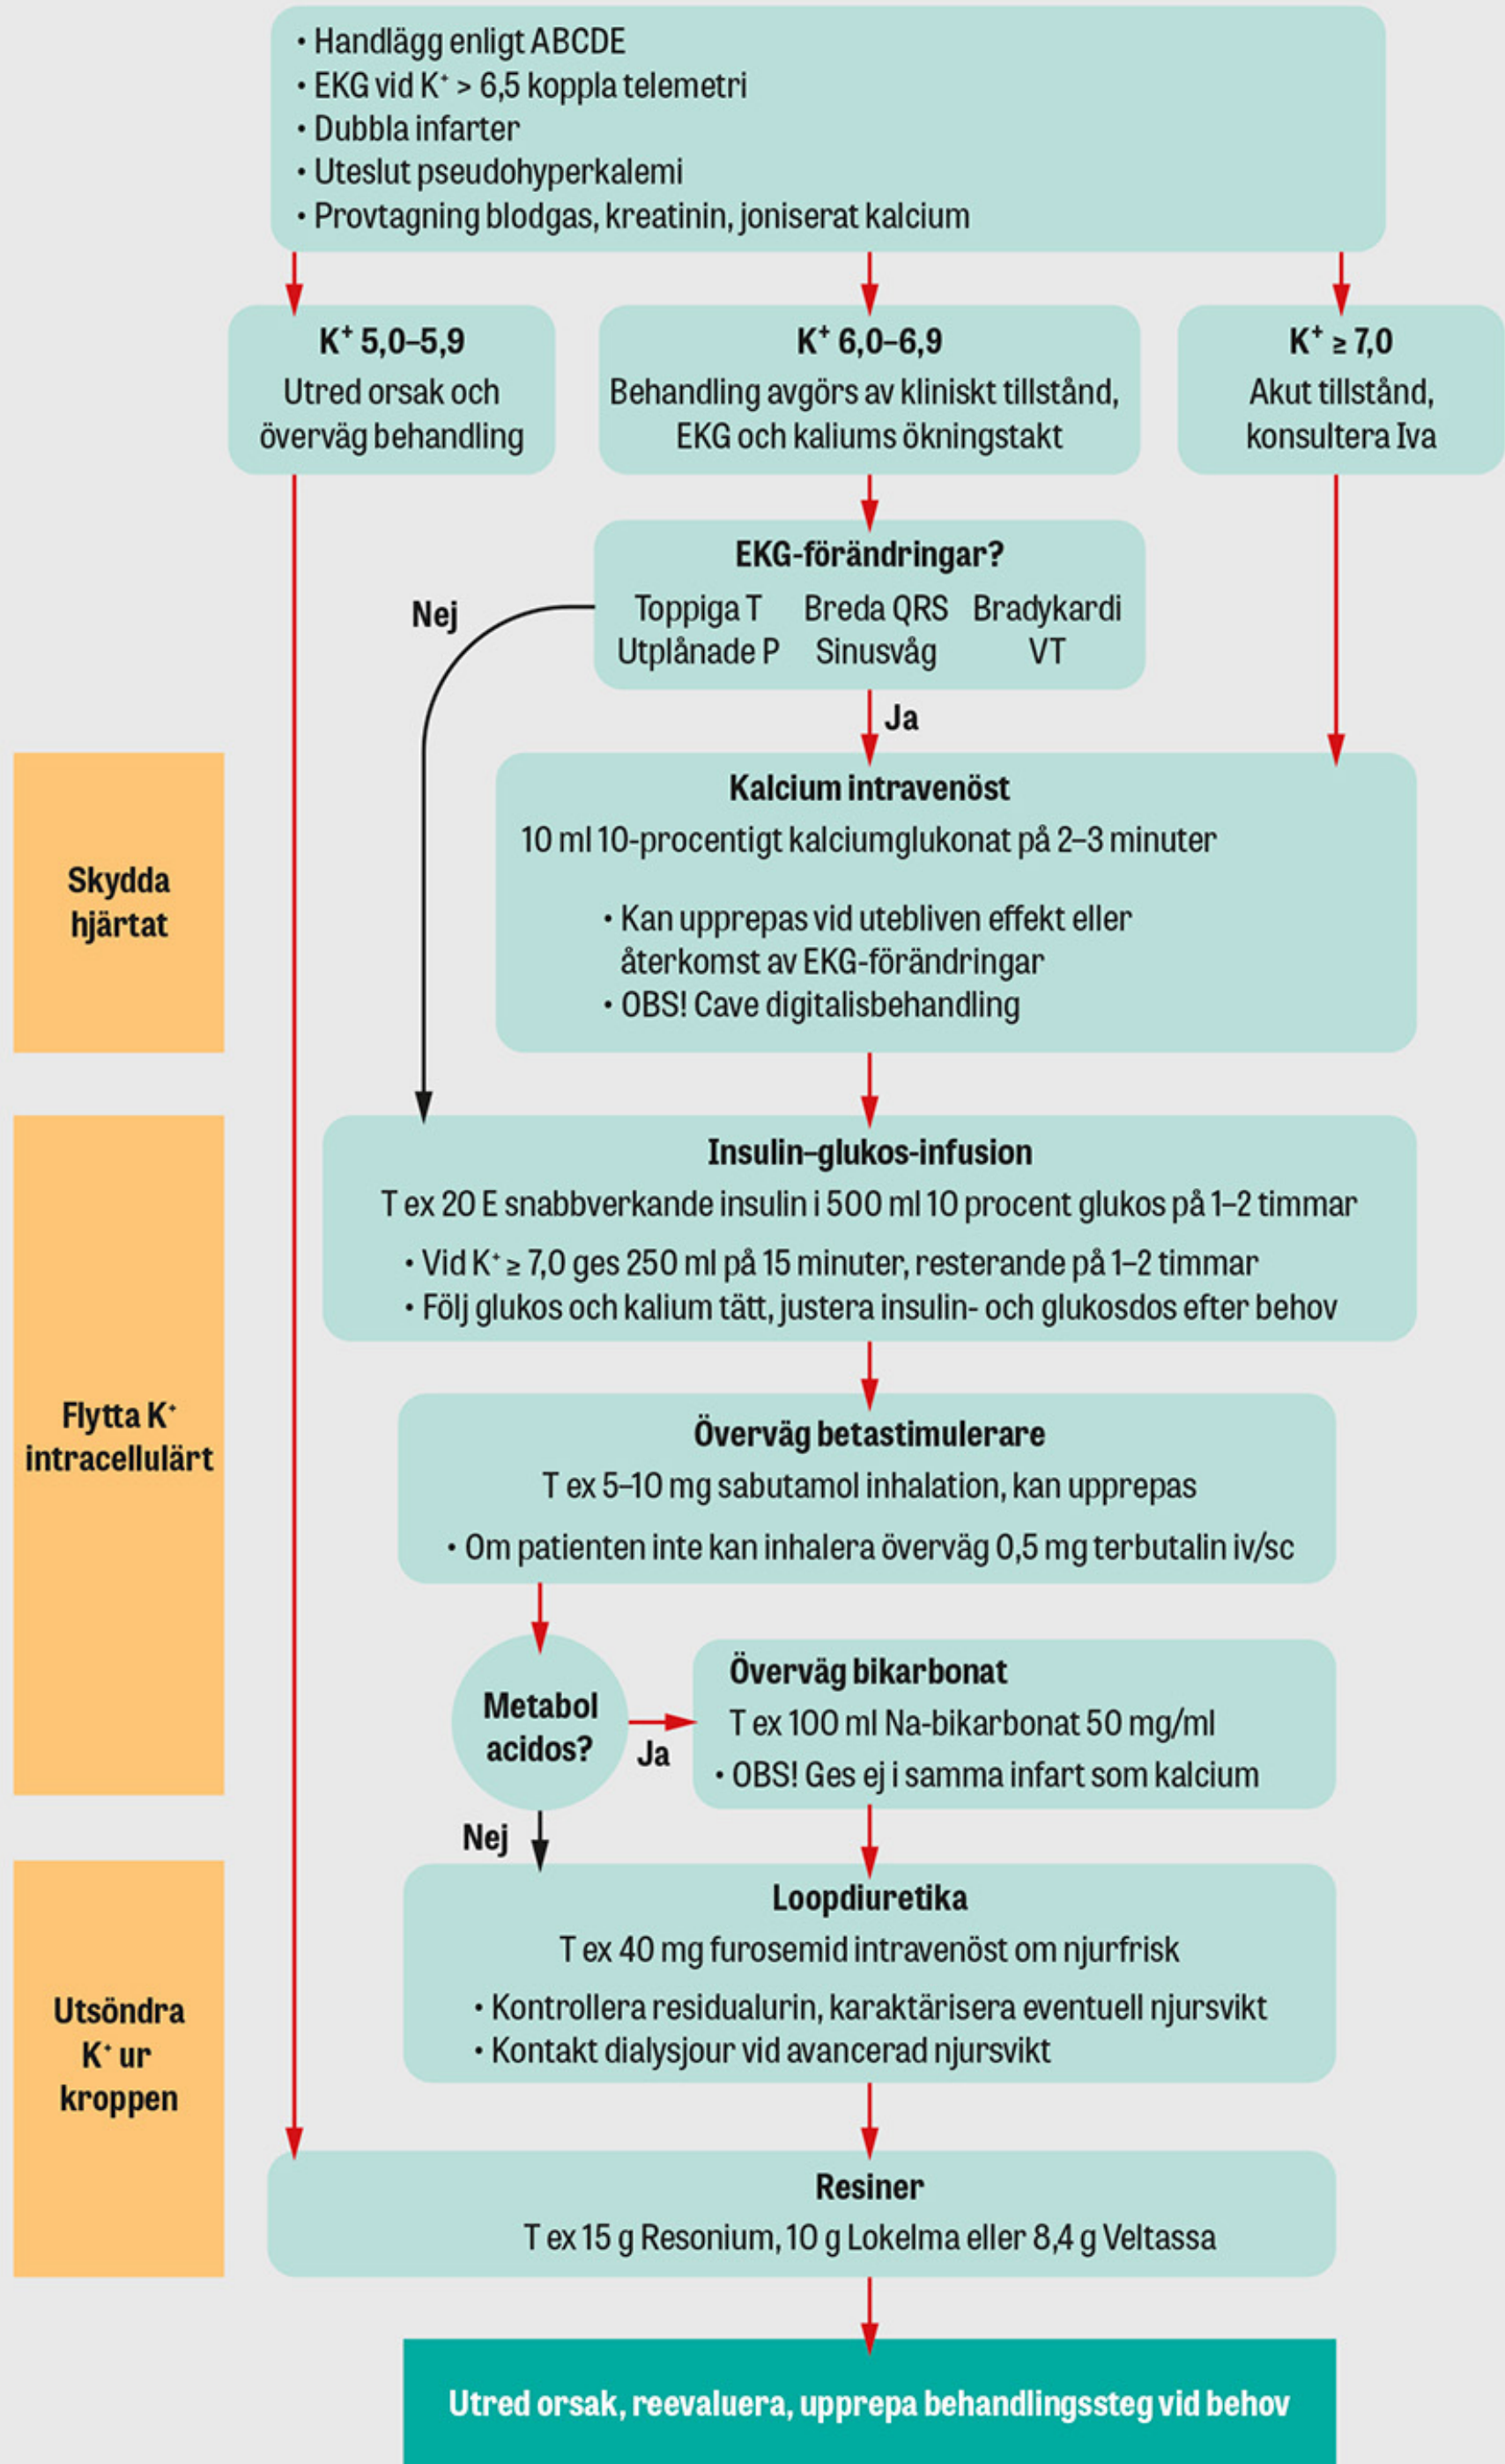 • Handlägg enligt ABCDE
• EKG vid K⁺ > 6,5 koppla telemetri
• Dubbla infarter
• Uteslut pseudohyperkalemi
• Provtagning blodgas, kreatinin, joniserat kalcium
K⁺ 5,0–5,9
Utred orsak och
överväg behandling
K⁺ 6,0–6,9
Behandling avgörs av kliniskt tillstånd,
EKG och kaliums ökningstakt
K⁺ ≥ 7,0
Akut tillstånd,
konsultera Iva
EKG-förändringar?
Toppiga T Breda QRS Bradykardi
Utplånade P Sinusvåg VT
Nej
Ja
Skydda
hjärtat
Kalcium intravenöst
10 ml 10-procentigt kalciumglukonat på 2–3 minuter
• Kan upprepas vid utebliven effekt eller
återkomst av EKG-förändringar
• OBS! Cave digitalisbehandling
Flytta K⁺
intracellulärt
Insulin–glukos-infusion
T ex 20 E snabbverkande insulin i 500 ml 10 procent glukos på 1–2 timmar
• Vid K⁺ ≥ 7,0 ges 250 ml på 15 minuter, resterande på 1–2 timmar
• Följ glukos och kalium tätt, justera insulin- och glukosdos efter behov
Överväg betastimulerare
T ex 5–10 mg sabutamol inhalation, kan upprepas
• Om patienten inte kan inhalera överväg 0,5 mg terbutalin iv/sc
Metabol
acidos?
Ja
Nej
Överväg bikarbonat
T ex 100 ml Na-bikarbonat 50 mg/ml
• OBS! Ges ej i samma infart som kalcium
Utsöndra
K⁺ ur
kroppen
Loopdiuretika
T ex 40 mg furosemid intravenöst om njurfrisk
• Kontrollera residualurin, karaktärisera eventuell njursvikt
• Kontakt dialysjour vid avancerad njursvikt
Resiner
T ex 15 g Resonium, 10 g Lokelma eller 8,4 g Veltassa
Utred orsak, reevaluera, upprepa behandlingssteg vid behov